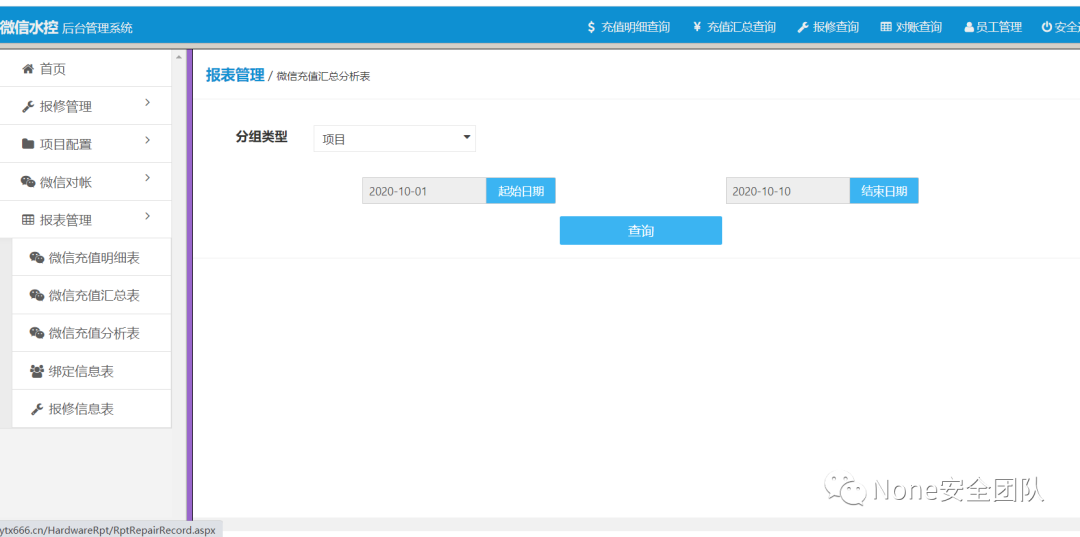 微信水控 后台管理系统
充值明细查询 ¥ 充值汇总查询 报修查询 对账查询 员工管理 安全
首页
报修管理
项目配置
微信对帐
报表管理
微信充值明细表
微信充值汇总表
微信充值分析表
绑定信息表
报修信息表
报表管理 / 微信充值汇总分析表
分组类型 项目
2020-10-01 起始日期 2020-10-10 结束日期
查询
None安全团队
ytx666.cn/HardwareRpt/RptRepairRecord.aspx